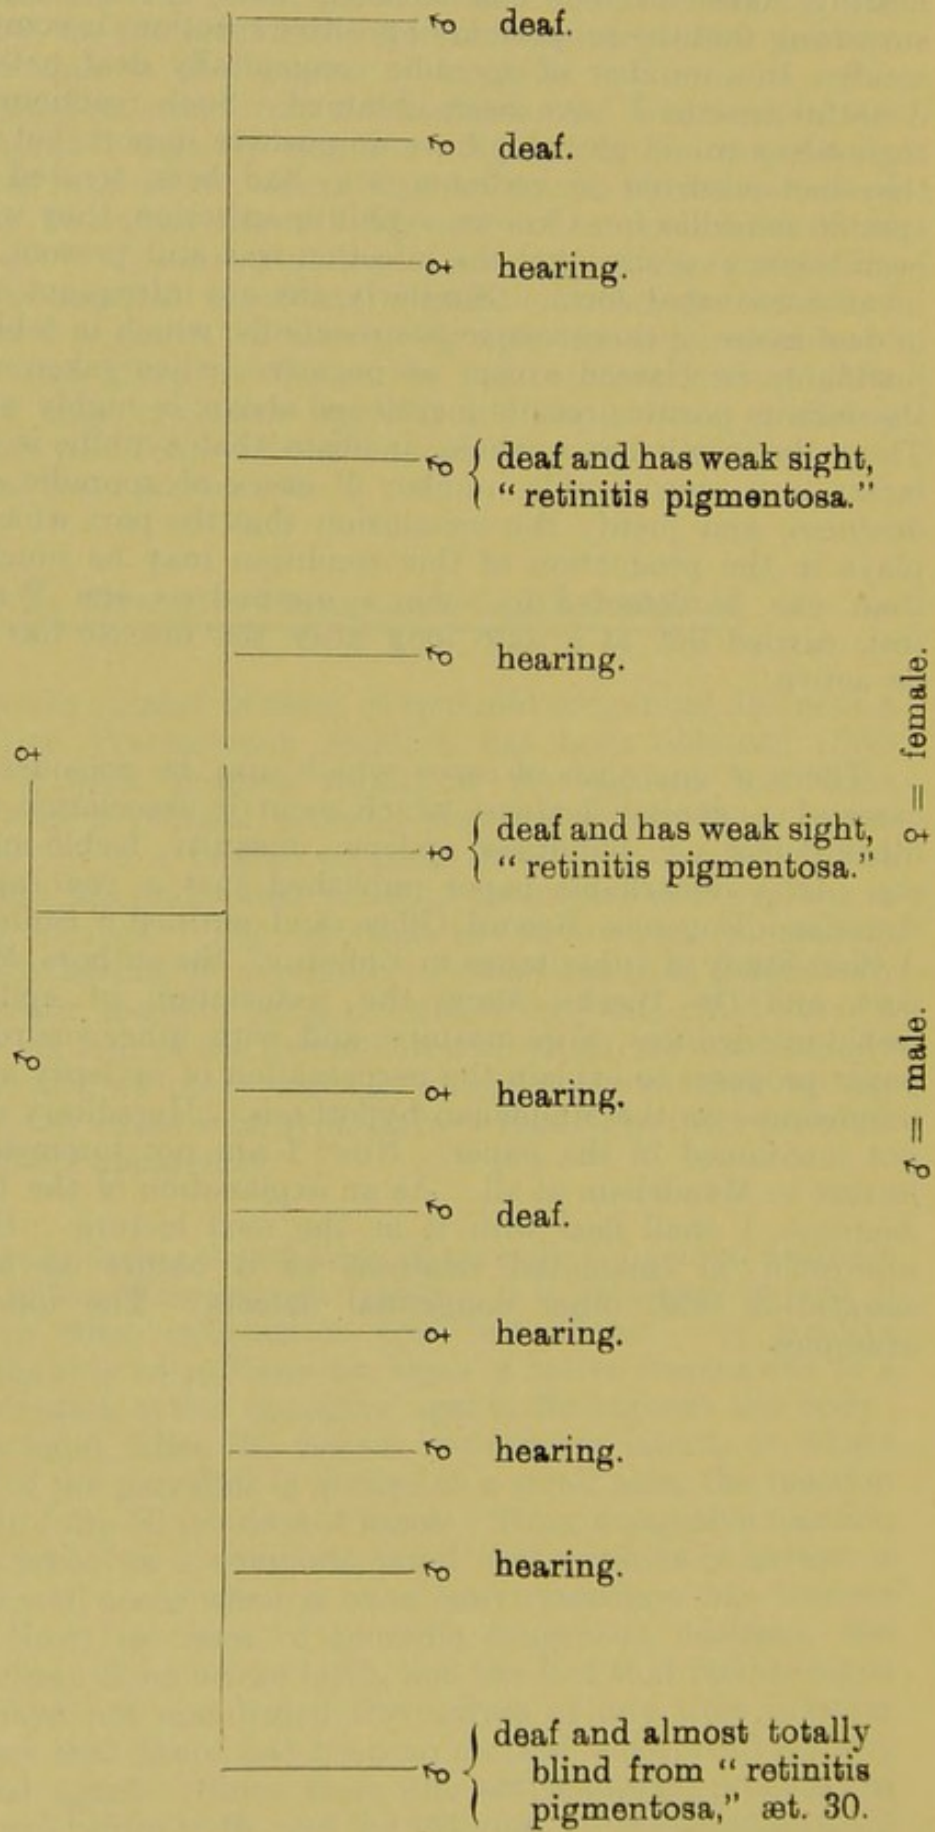 ♂ deaf.
♂ deaf.
♀ hearing.
♂ deaf and has weak sight,
" retinitis pigmentosa."
♂ hearing.
♀
♀ deaf and has weak sight,
" retinitis pigmentosa."
♂
♀ hearing.
♂ deaf.
♀ hearing.
♂ hearing.
♂ hearing.
♂ deaf and almost totally
blind from " retinitis
pigmentosa," æt. 30.
♂ = male. ♀ = female.